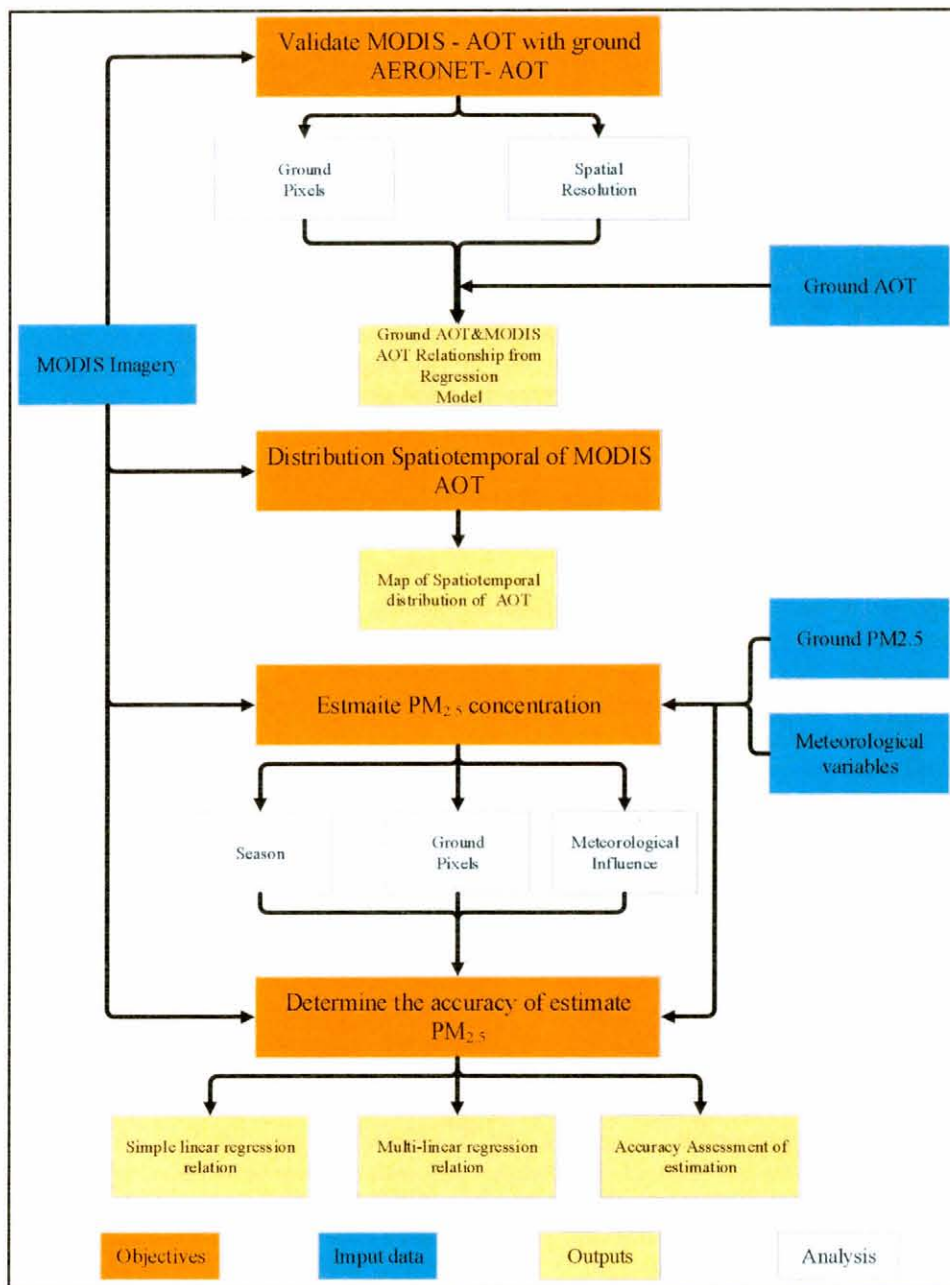 Validate MODIS - AOT with ground
AERONET- AOT
Ground
Pixels
Spatial
Resolution
Ground AOT
MODIS Imagery
Ground AOT&MODIS
AOT Relationship from
Regression
Model
Distribution Spatiotemporal of MODIS
AOT
Map of Spatiotemporal
distribution of AOT
Ground PM2.5
Estmaite PM2.5 concentration
Meteorological
variables
Season
Ground
Pixels
Meteorological
Influence
Determine the accuracy of estimate
PM2.5
Simple linear regression
relation
Multi-linear regression
relation
Accuracy Assessment of
estimation
Objectives
Imput data
Outputs
Analysis